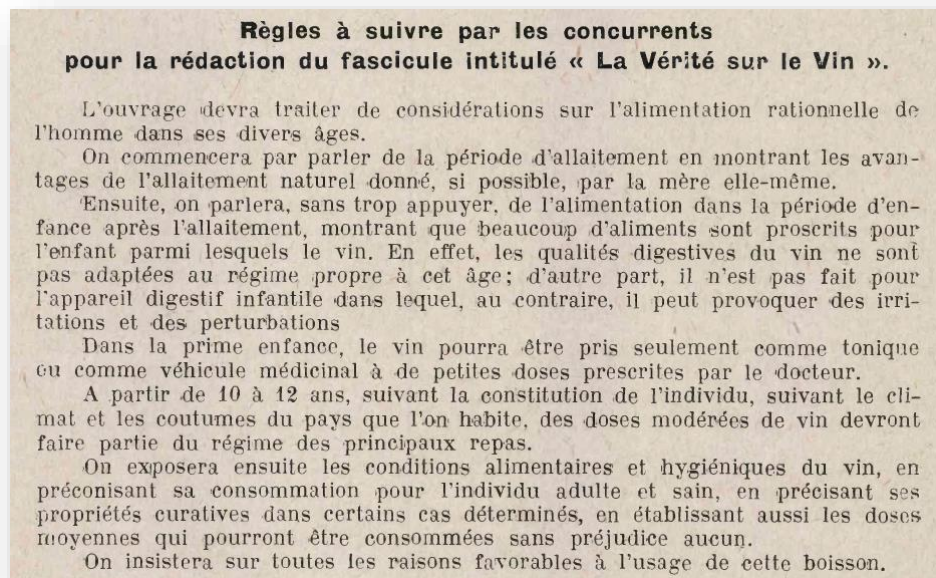 Règles à suivre par les concurrents
pour la rédaction du fascicule intitulé « La Vérité sur le Vin ».
L'ouvrage devra traiter de considérations sur l'alimentation rationnelle de
l'homme dans ses divers âges.
On commencera par parler de la période d'allaitement en montrant les avan-
tages de l'allaitement naturel donné, si possible, par la mère elle-même.
Ensuite, on parlera, sans trop appuyer, de l'alimentation dans la période d'en-
fance après l'allaitement, montrant que beaucoup d'aliments sont proscrits pour
l'enfant parmi lesquels le vin. En effet, les qualités digestives du vin ne sont
pas adaptées au régime propre à cet âge; d'autre part, il n'est pas fait pour
l'appareil digestif infantile dans lequel, au contraire, il peut provoquer des irri-
tations et des perturbations
Dans la prime enfance, le vin pourra être pris seulement comme tonique
ou comme véhicule médicinal à de petites doses prescrites par le docteur.
A partir de 10 à 12 ans, suivant la constitution de l'individu, suivant le cli-
mat et les coutumes du pays que l'on habite, des doses modérées de vin devront
faire partie du régime des principaux repas.
On exposera ensuite les conditions alimentaires et hygiéniques du vin, en
préconisant sa consommation pour l'individu adulte et sain, en précisant ses
propriétés curatives dans certains cas déterminés, en établissant aussi les doses
moyennes qui pourront être consommées sans préjudice aucun.
On insistera sur toutes les raisons favorables à l'usage de cette boisson.